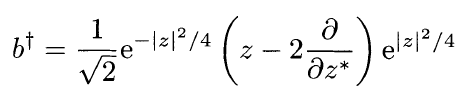 b† = 1/√2 e^{-|z|²/4} (z − 2 ∂/∂z*) e^{|z|²/4}